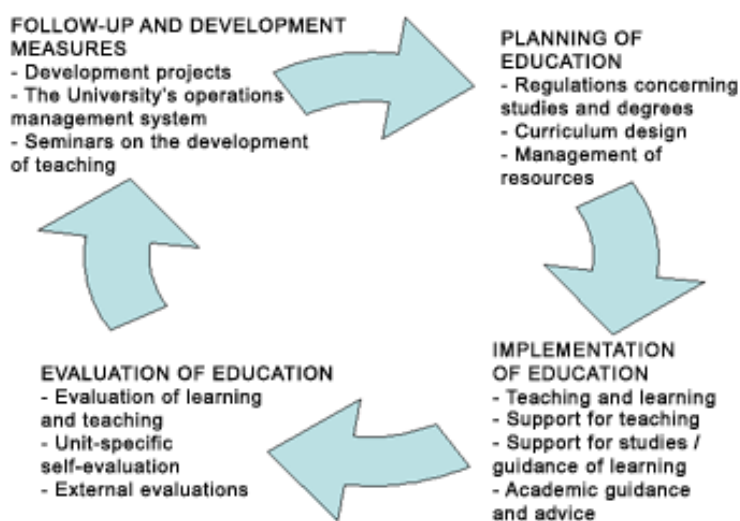 FOLLOW-UP AND DEVELOPMENT
MEASURES
- Development projects
- The University's operations
management system
- Seminars on the development
of teaching
PLANNING OF
EDUCATION
- Regulations concerning
studies and degrees
- Curriculum design
- Management of
resources
IMPLEMENTATION
OF EDUCATION
- Teaching and learning
- Support for teaching
- Support for studies /
guidance of learning
- Academic guidance
and advice
EVALUATION OF EDUCATION
- Evaluation of learning
and teaching
- Unit-specific
self-evaluation
- External evaluations